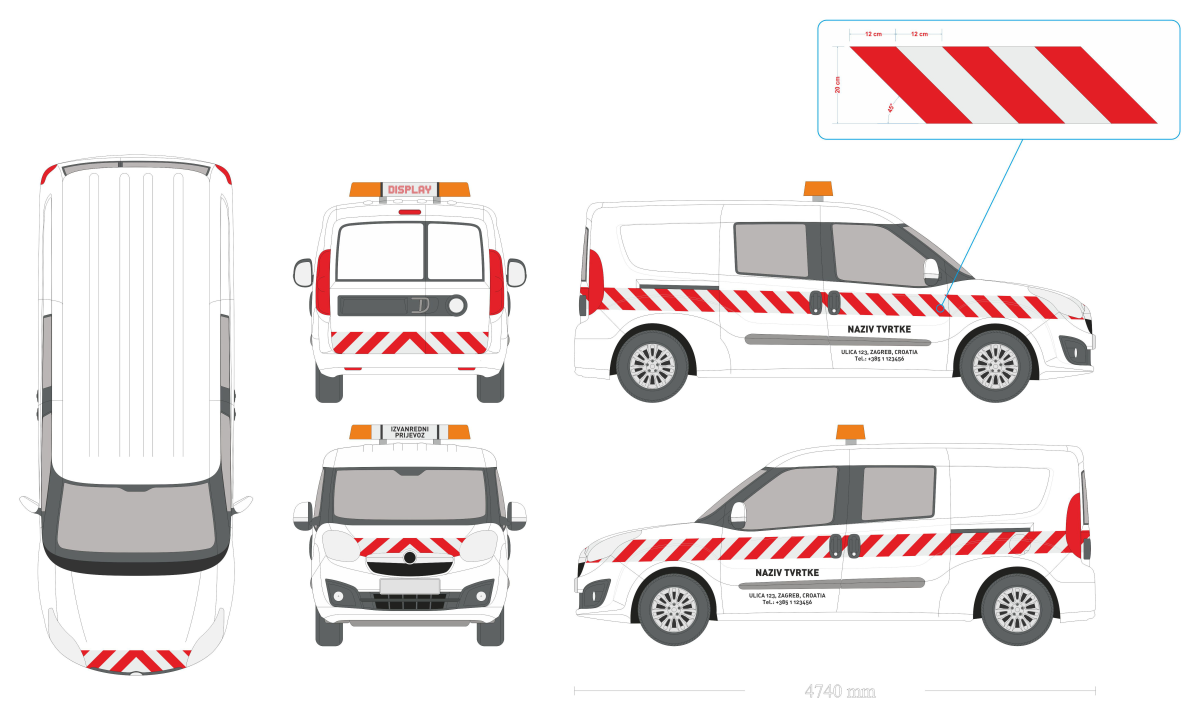 12 cm
12 cm
20 cm
45°
DISPLAY
NAZIV TVRTKE
ULICA 123, ZAGREB, CROATIA
Tel.: +385 1 123456
IZVANREDNI
PRIJEVOZ
NAZIV TVRTKE
ULICA 123, ZAGREB, CROATIA
Tel.: +385 1 123456
4740 mm